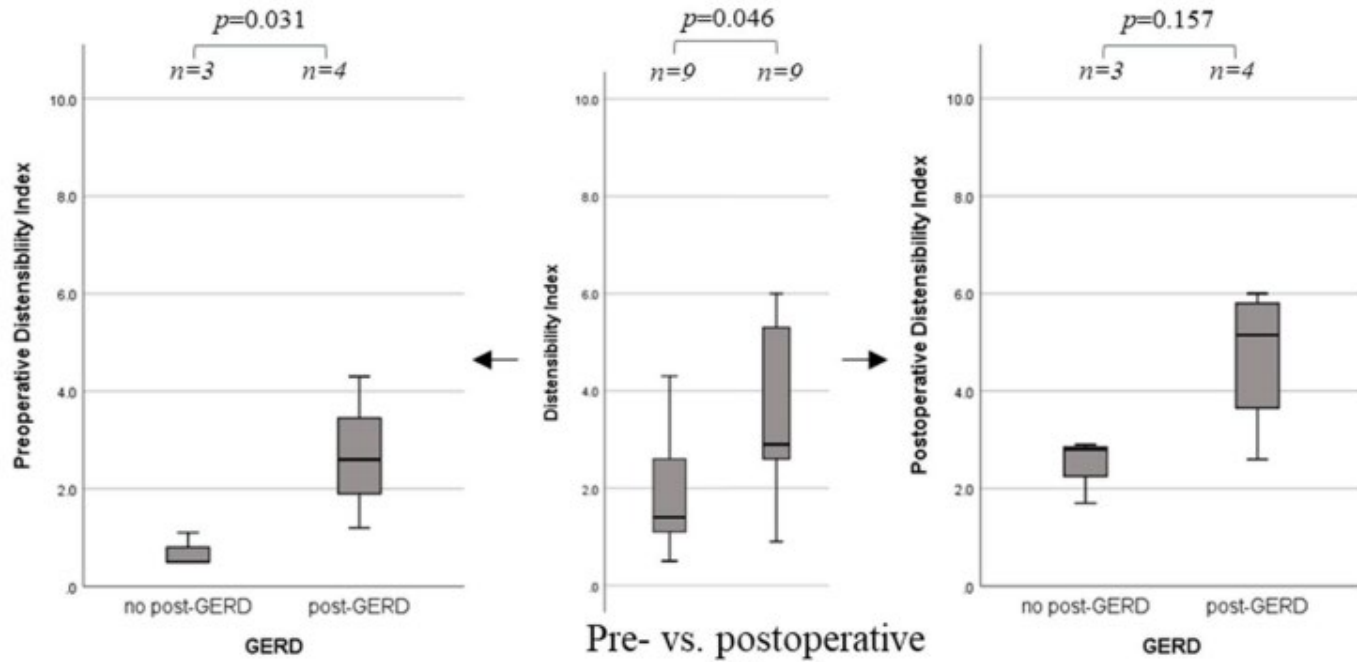 p=0.031
n=3 n=4
10.0
8.0
6.0
4.0
2.0
.0
Preoperative Distensibility Index
no post-GERD post-GERD
GERD
p=0.046
n=9 n=9
10.0
8.0
6.0
4.0
2.0
.0
Distensibility Index
Pre- vs. postoperative
p=0.157
n=3 n=4
10.0
8.0
6.0
4.0
2.0
.0
Postoperative Distensibility Index
no post-GERD post-GERD
GERD